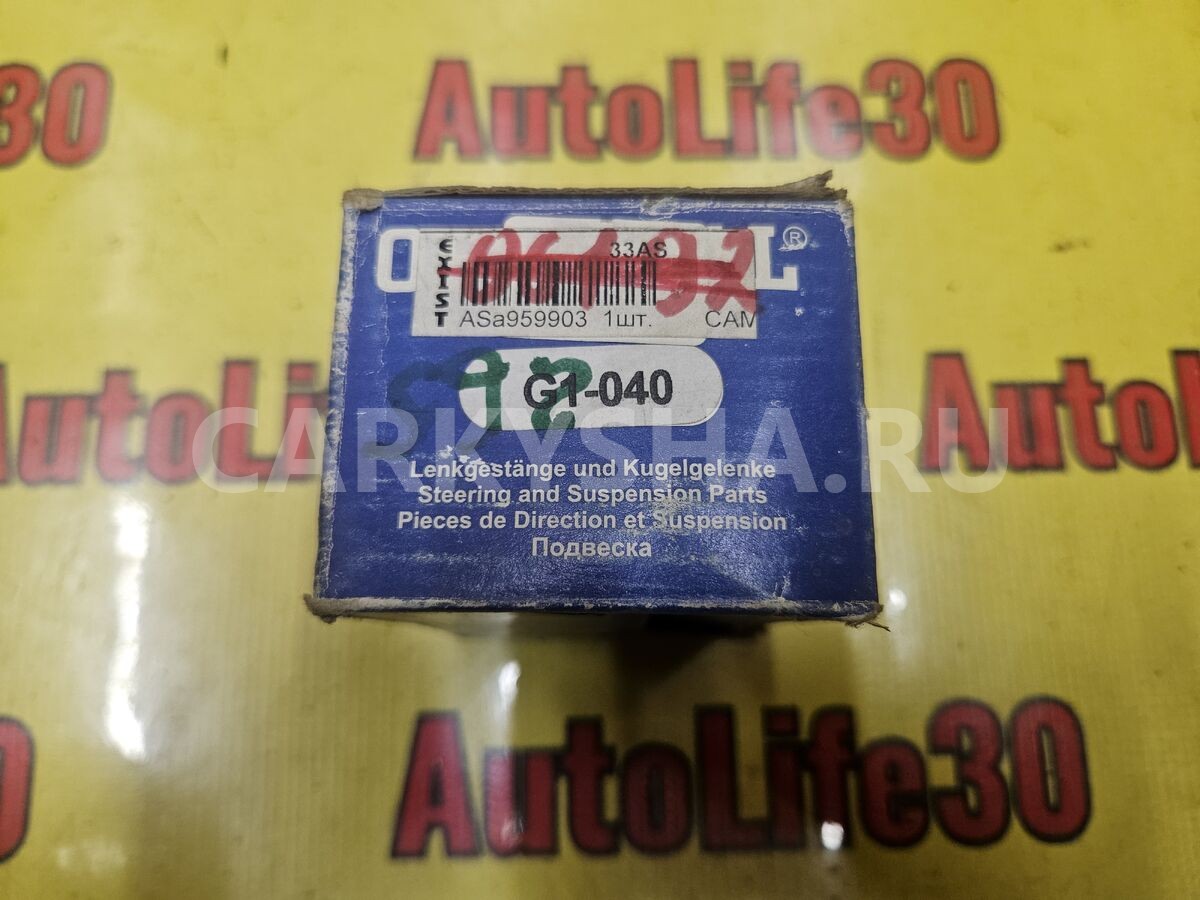 30
AutoLife30
33AS
EXIST
ASa959903 1шт. CAM
®
G1-040
CARKYSHA.RU
Lenkgestänge und Kugelgelenke
Steering and Suspension Parts
Pieces de Direction et Suspension
Подвеска
AutoLife30